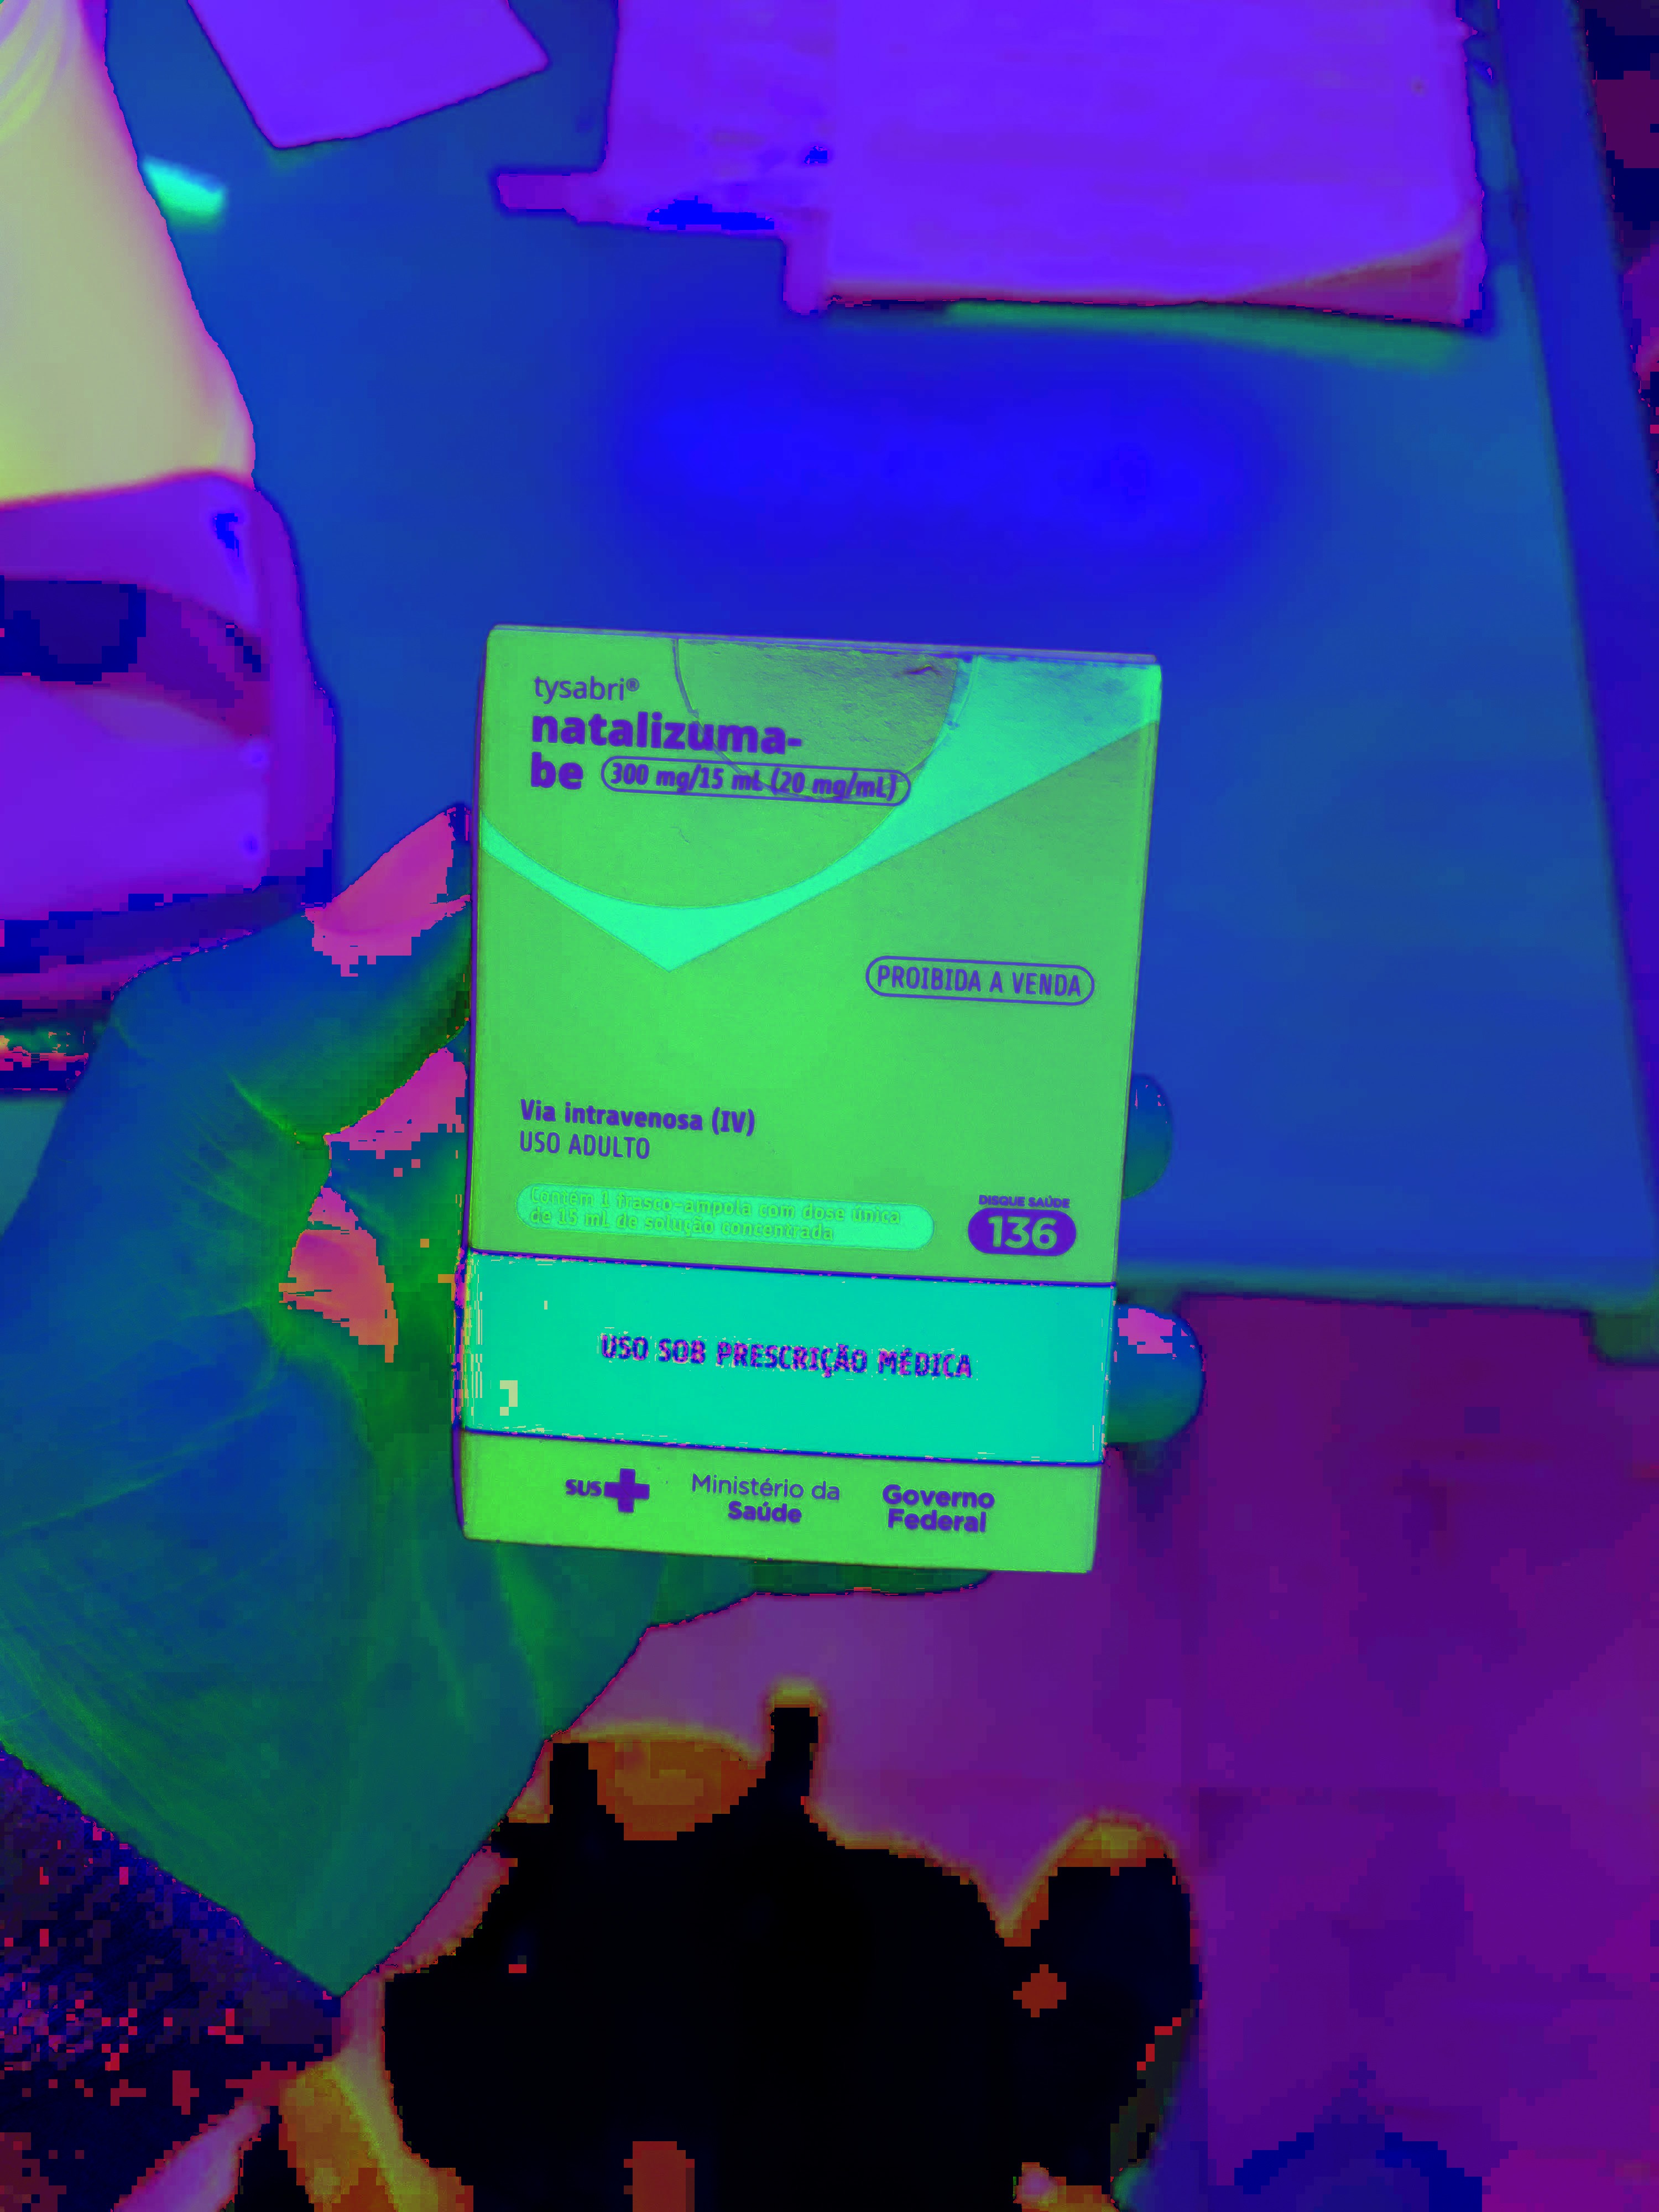 tysabri®
natalizuma-
be 300 mg/15 mL (20 mg/mL)
PROIBIDA A VENDA
Via intravenosa (IV)
USO ADULTO
Contém 1 frasco-ampola com dose única
de 15 mL de solução concentrada
DISQUE SAÚDE
136
USO SOB PRESCRIÇÃO MÉDICA
SUS
Ministério da
Saúde
Governo
Federal